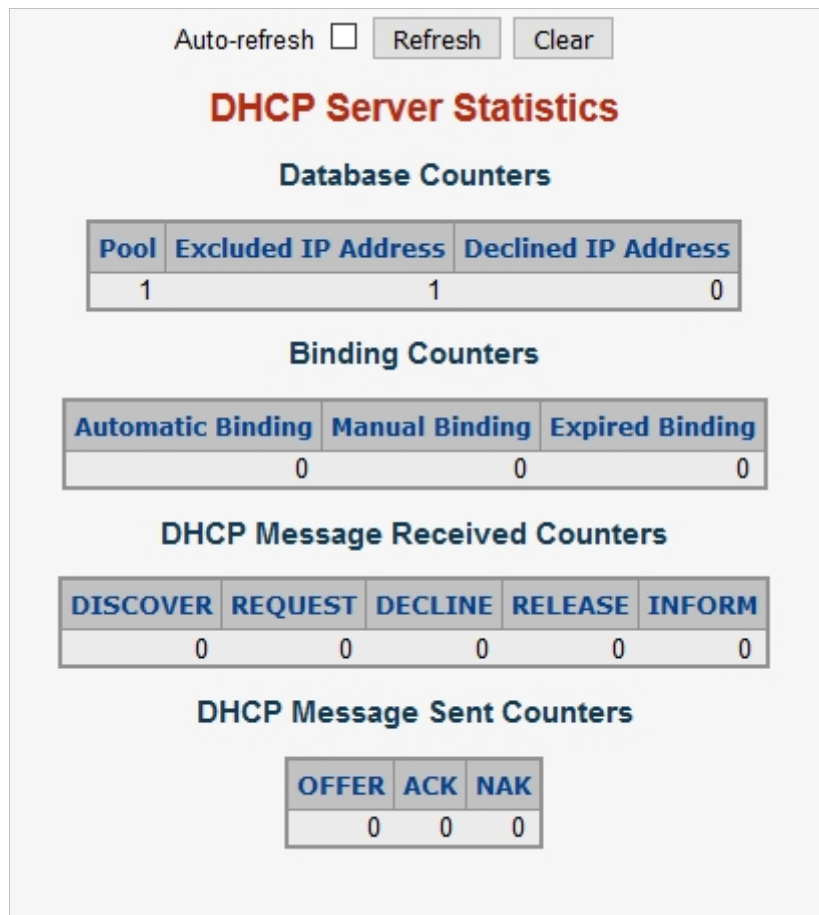 Auto-refresh Refresh Clear
DHCP Server Statistics
Database Counters
Pool Excluded IP Address Declined IP Address
1 1 0
Binding Counters
Automatic Binding Manual Binding Expired Binding
0 0 0
DHCP Message Received Counters
DISCOVER REQUEST DECLINE RELEASE INFORM
0 0 0 0 0
DHCP Message Sent Counters
OFFER ACK NAK
0 0 0